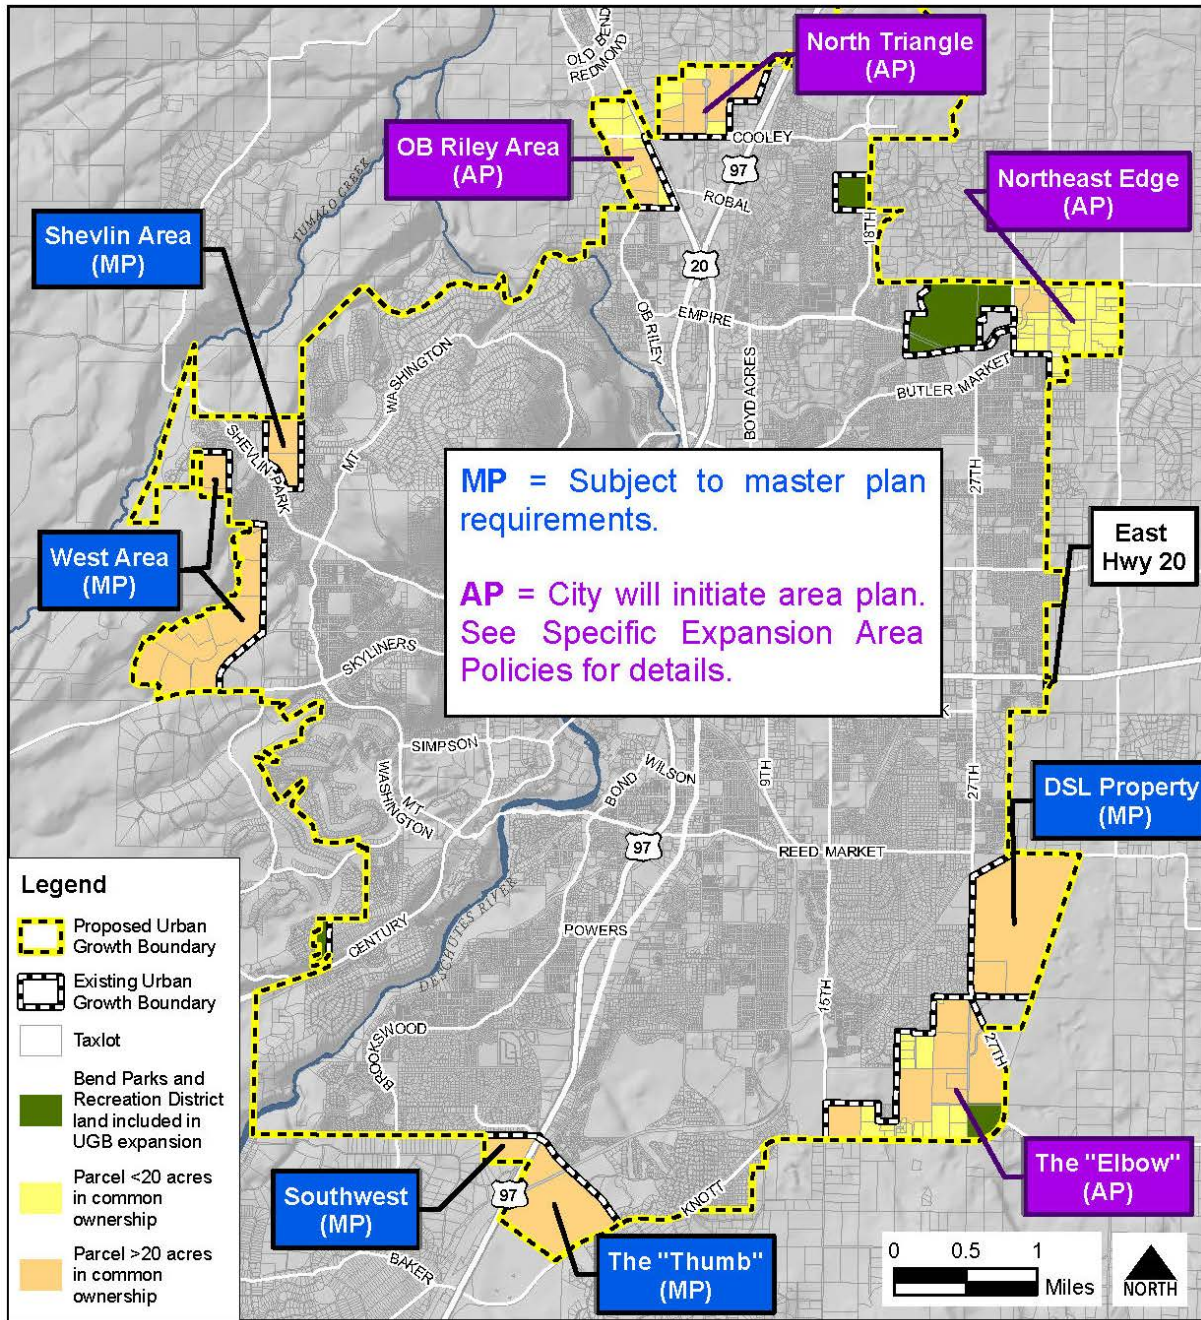 North Triangle
(AP)
OLD BEND
REDMOND
OB Riley Area
(AP)
COOLEY
97
Northeast Edge
(AP)
TUMALO CREEK
ROBAL
18TH
Shevlin Area
(MP)
20
OB RILEY
EMPIRE
BOYD ACRES
BUTLER MARKET
MT
WASHINGTON
SHEVLIN PARK
27TH
MP = Subject to master plan
requirements.
AP = City will initiate area plan.
See Specific Expansion Area
Policies for details.
West Area
(MP)
East
Hwy 20
SKYLINERS
SIMPSON
MT
WASHINGTON
BOND
WILSON
9TH
27TH
97
REED MARKET
DSL Property
(MP)
CENTURY
DESCHUTES RIVER
POWERS
15TH
BROOKSWOOD
27TH
KNOTT
97
BAKER
Southwest
(MP)
The "Thumb"
(MP)
The "Elbow"
(AP)
Legend
Proposed Urban
Growth Boundary
Existing Urban
Growth Boundary
Taxlot
Bend Parks and
Recreation District
land included in
UGB expansion
Parcel <20 acres
in common
ownership
Parcel >20 acres
in common
ownership
0 0.5 1
Miles
NORTH